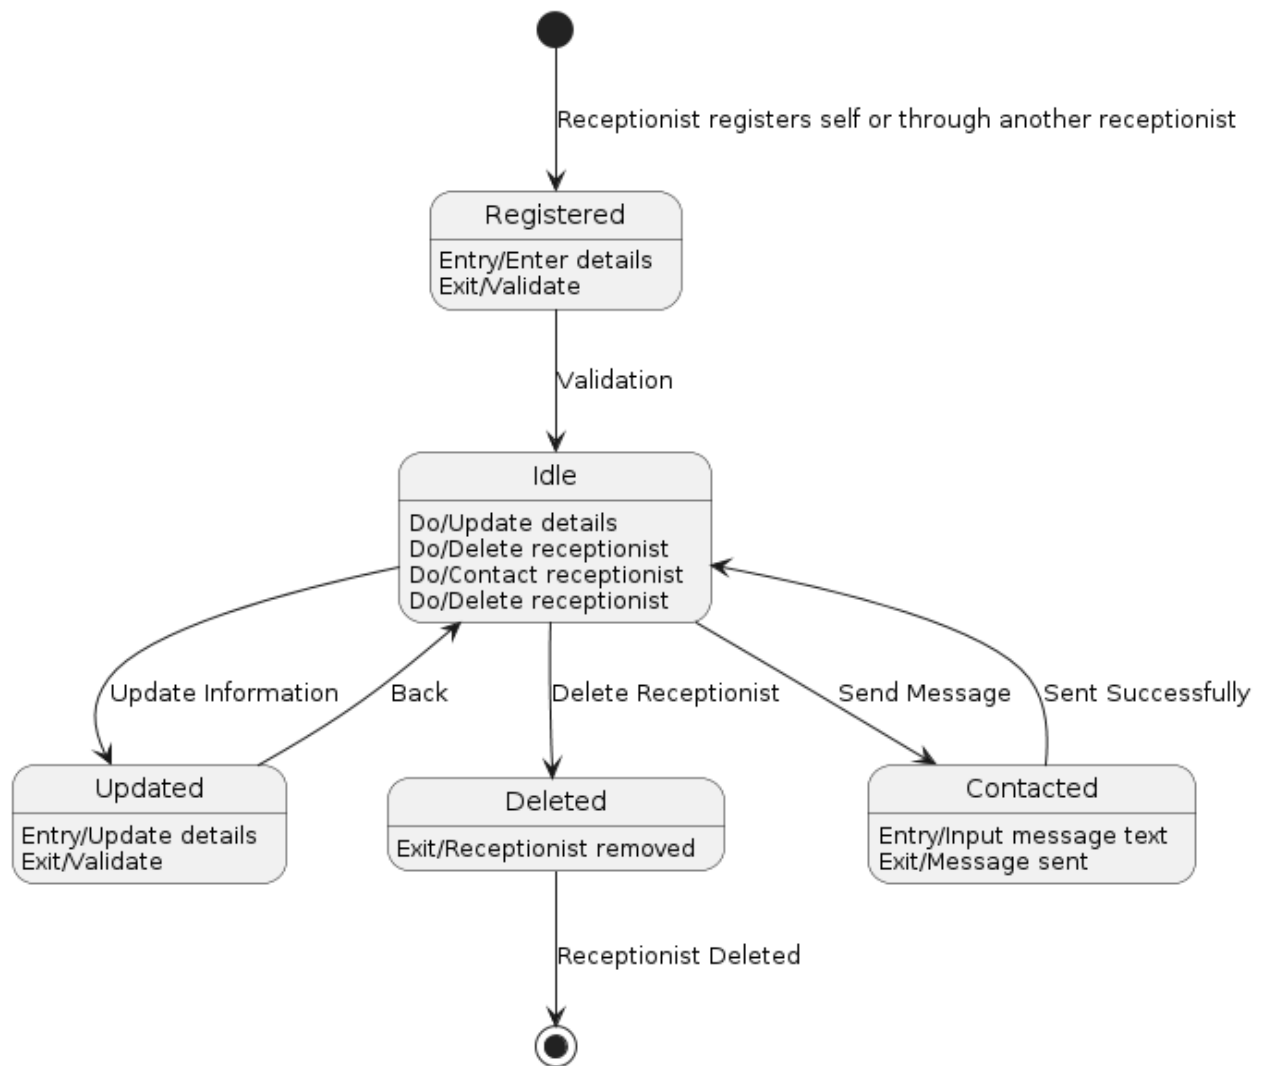 Receptionist registers self or through another receptionist
Registered
Entry/Enter details
Exit/Validate
Validation
Idle
Do/Update details
Do/Delete receptionist
Do/Contact receptionist
Do/Delete receptionist
Update Information
Back
Delete Receptionist
Send Message
Sent Successfully
Updated
Entry/Update details
Exit/Validate
Deleted
Exit/Receptionist removed
Contacted
Entry/Input message text
Exit/Message sent
Receptionist Deleted